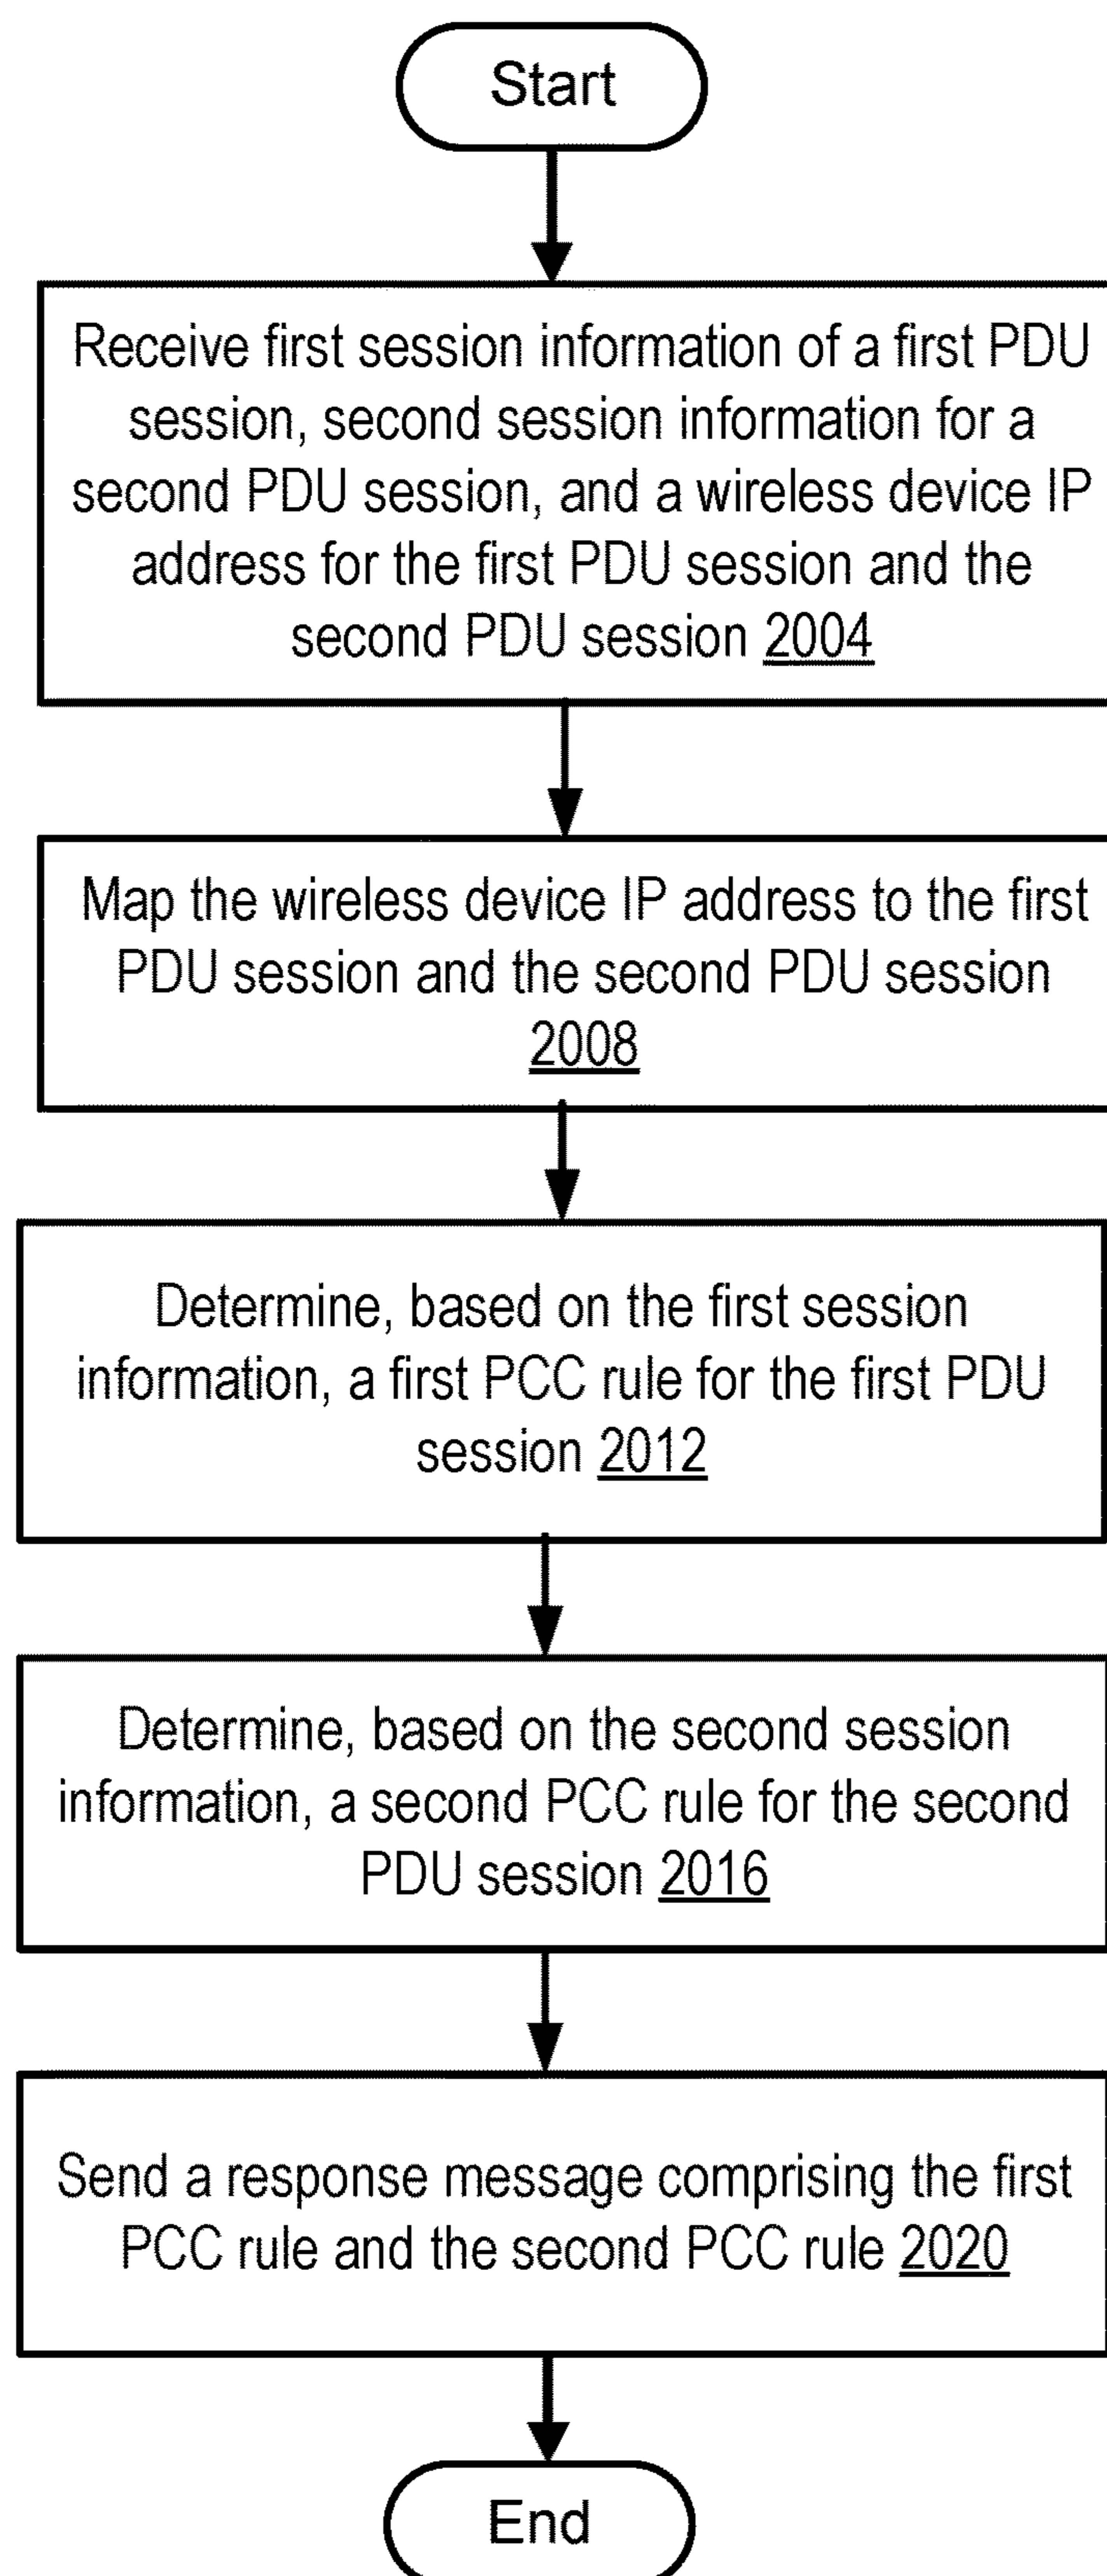 Start
Receive first session information of a first PDU
session, second session information for a
second PDU session, and a wireless device IP
address for the first PDU session and the
second PDU session 2004
Map the wireless device IP address to the first
PDU session and the second PDU session
2008
Determine, based on the first session
information, a first PCC rule for the first PDU
session 2012
Determine, based on the second session
information, a second PCC rule for the second
PDU session 2016
Send a response message comprising the first
PCC rule and the second PCC rule 2020
End